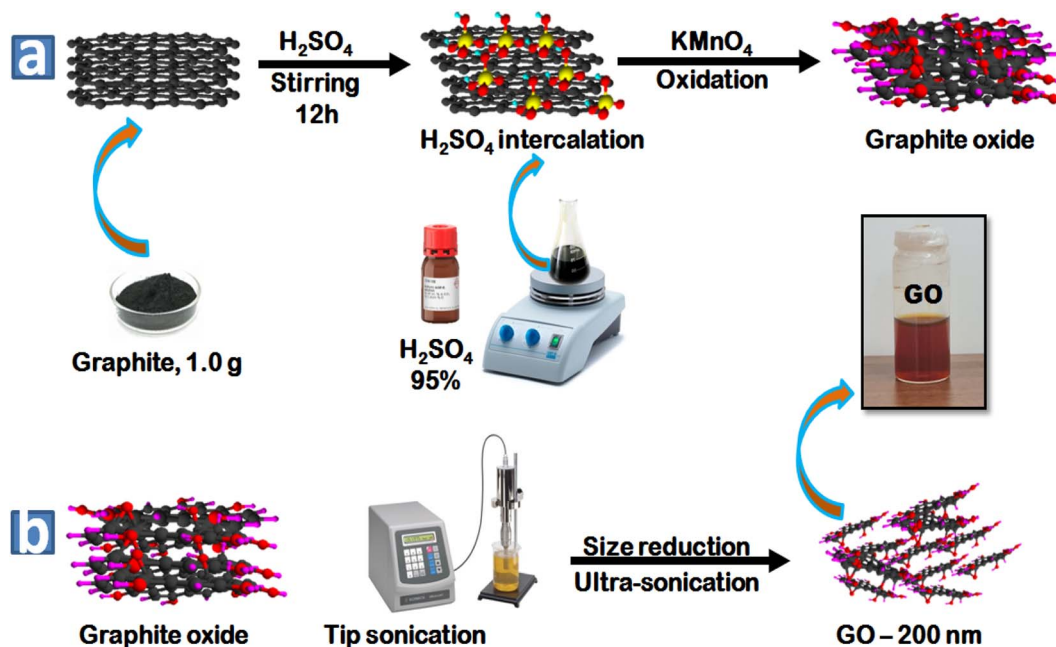 a
H₂SO₄
Stirring
12h
H₂SO₄ intercalation
KMnO₄
Oxidation
Graphite oxide
Graphite, 1.0 g
H₂SO₄
95%
GO
b
Graphite oxide
Tip sonication
Size reduction
Ultra-sonication
GO – 200 nm